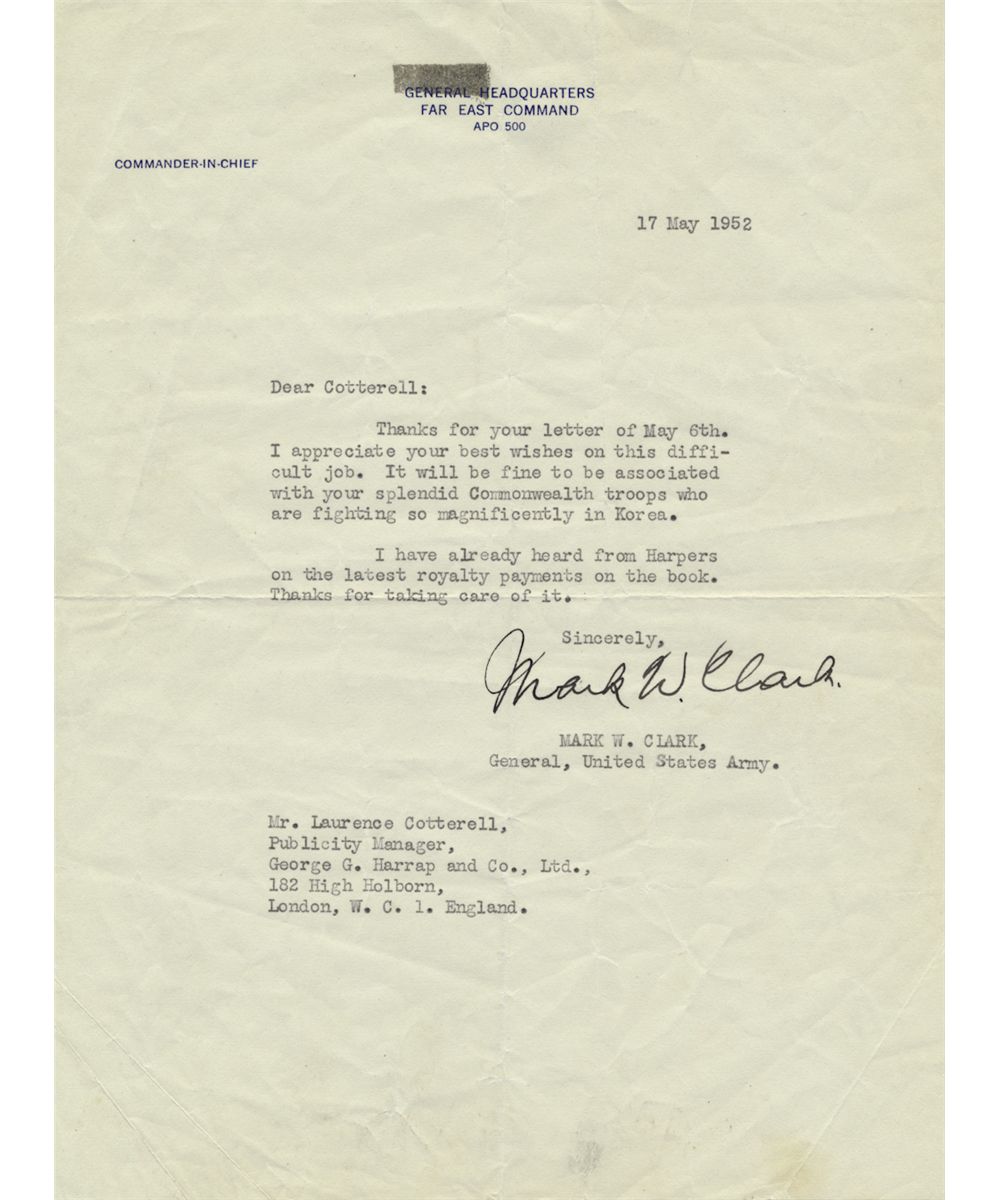 GENERAL HEADQUARTERS
FAR EAST COMMAND
APO 500
COMMANDER-IN-CHIEF
17 May 1952
Dear Cotterell:
Thanks for your letter of May 6th.
I appreciate your best wishes on this diffi-
cult job. It will be fine to be associated
with your splendid Commonwealth troops who
are fighting so magnificently in Korea.
I have already heard from Harpers
on the latest royalty payments on the book.
Thanks for taking care of it.
Sincerely,
Mark W. Clark.
MARK W. CLARK,
General, United States Army.
Mr. Laurence Cotterell,
Publicity Manager,
George G. Harrap and Co., Ltd.,
182 High Holborn,
London, W. C. 1. England.